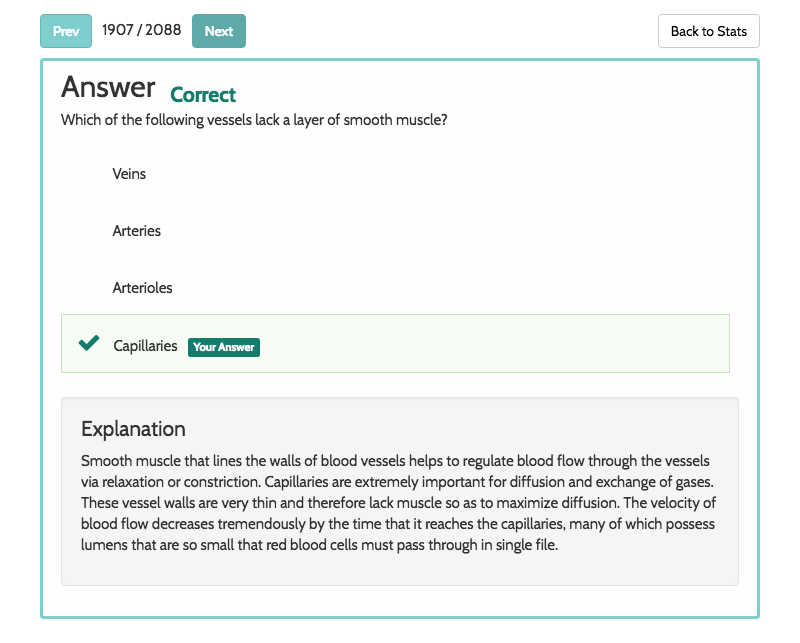 Prev 1907 / 2088 Next Back to Stats
Answer Correct
Which of the following vessels lack a layer of smooth muscle?
Veins
Arteries
Arterioles
Capillaries Your Answer
Explanation
Smooth muscle that lines the walls of blood vessels helps to regulate blood flow through the vessels
via relaxation or constriction. Capillaries are extremely important for diffusion and exchange of gases.
These vessel walls are very thin and therefore lack muscle so as to maximize diffusion. The velocity of
blood flow decreases tremendously by the time that it reaches the capillaries, many of which possess
lumens that are so small that red blood cells must pass through in single file.